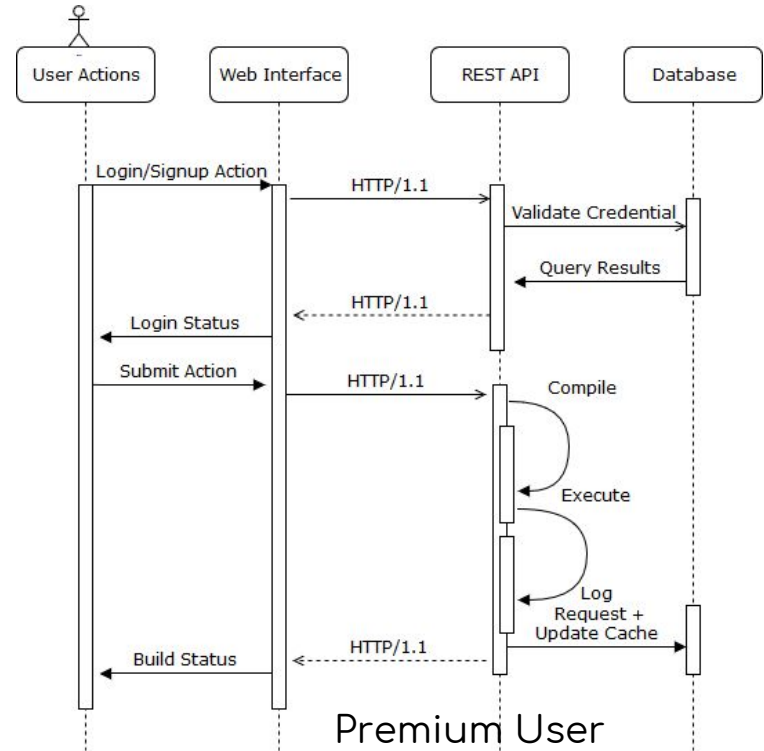 User Actions
Web Interface
REST API
Database
Login/Signup Action
HTTP/1.1
Validate Credential
Query Results
HTTP/1.1
Login Status
Submit Action
HTTP/1.1
Compile
Execute
Log
Request +
Update Cache
HTTP/1.1
Build Status
Premium User